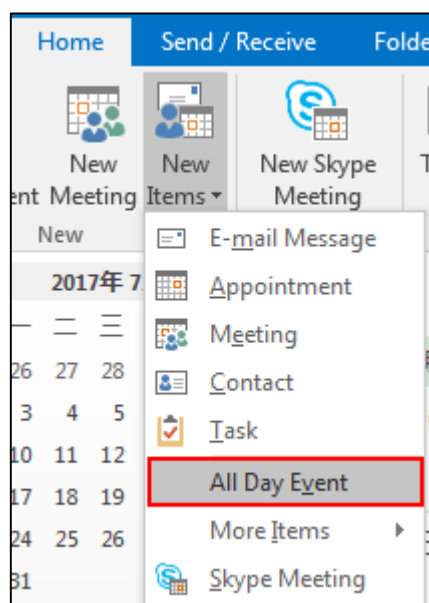 Home Send / Receive Folde
New Meeting
New Items
New Skype Meeting
New
2017年 7
E-mail Message
Appointment
Meeting
Contact
Task
All Day Event
More Items
Skype Meeting
一 二 三
26 27 28
3 4 5
10 11 12
17 18 19
24 25 26
31